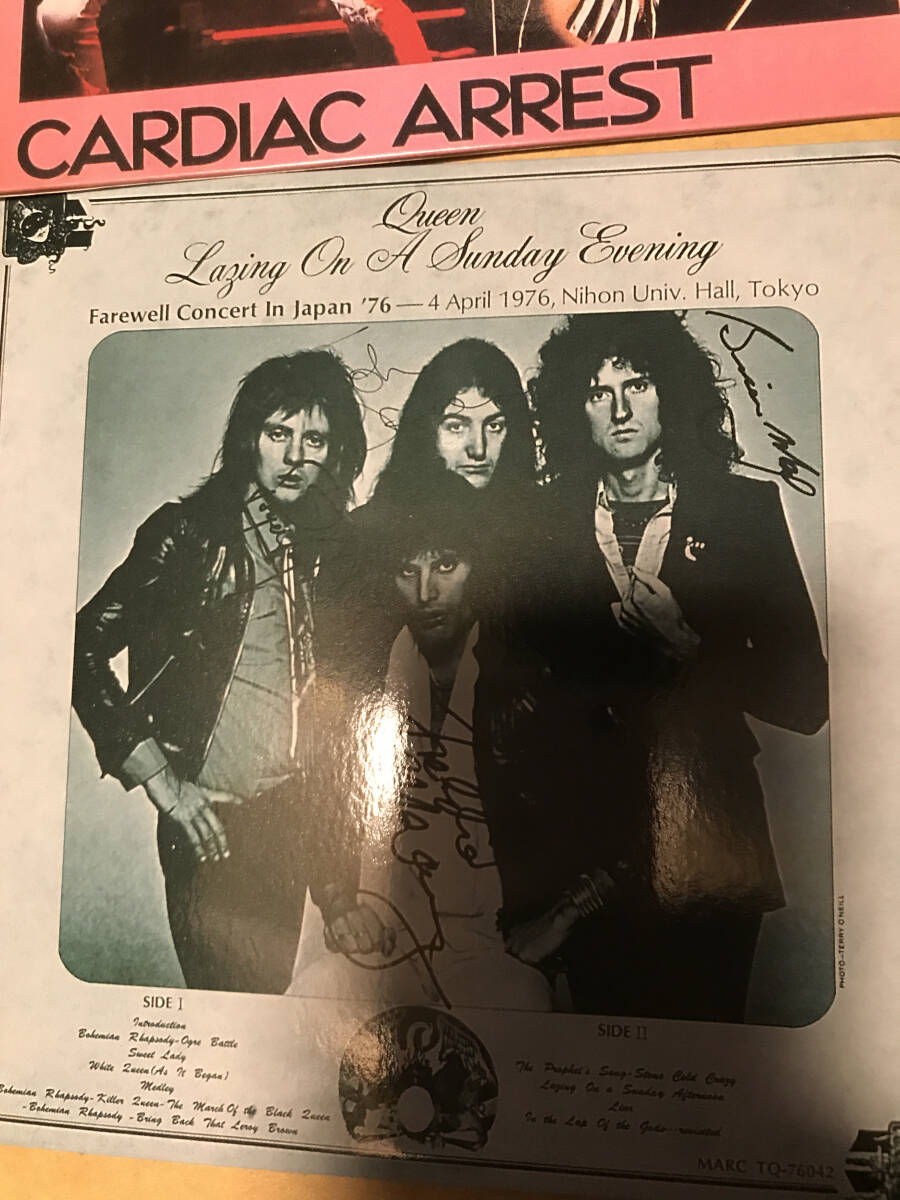 CARDIAC ARREST
Queen
Lazing On A Sunday Evening
Farewell Concert In Japan '76 — 4 April 1976, Nihon Univ. Hall, Tokyo
Brian May
PHOTO–TERRY O'NEILL
SIDE I
Introduction
Bohemian Rhapsody-Ogre Battle
Sweet Lady
White Queen (As It Began)
Medley
Bohemian Rhapsody-Killer Queen-The March Of the Black Queen
-Bohemian Rhapsody -Bring Back That Leroy Brown
SIDE II
The Prophet's Song-Stone Cold Crazy
Lazing On a Sunday Afternoon
Liar
In the Lap Of the Gods···revisited
MARC TQ-76042